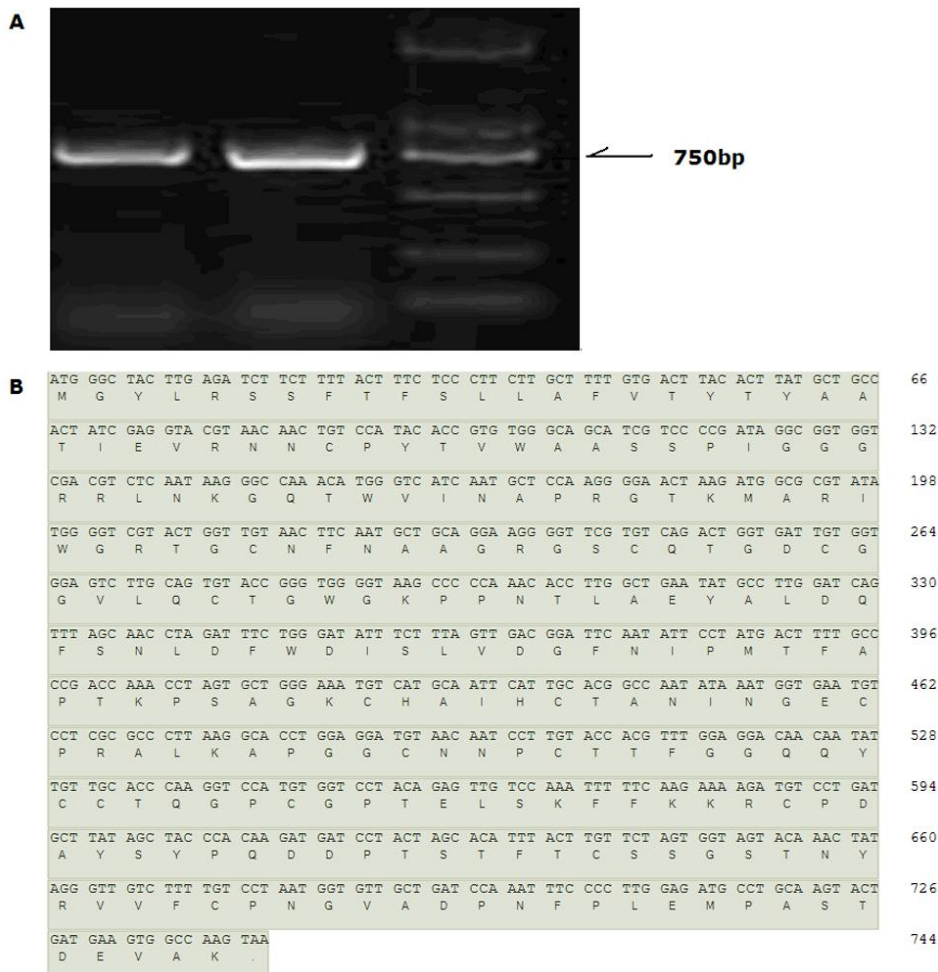 A
750bp
B
ATG GGC TAC TTG AGA TCT TCT TTT ACT TTC TCC CTT CTT GCT TTT GTG ACT TAC ACT TAT GCT GCC 66
M G Y L R S S F T F S L L A F V T Y T Y A A
ACT ATC GAG GTA CGT AAC AAC TGT CCA TAC ACC GTG TGG GCA GCA TCG TCC CCG ATA GGC GGT GGT 132
T I E V R N N C P Y T V W A A S S P I G G G
CGA CGT CTC AAT AAG GGC CAA ACA TGG GTC ATC AAT GCT CCA AGG GGA ACT AAG ATG GCG CGT ATA 198
R R L N K G Q T W V I N A P R G T K M A R I
TGG GGT CGT ACT GGT TGT AAC TTC AAT GCT GCA GGA AGG GGT TCG TGT CAG ACT GGT GAT TGT GGT 264
W G R T G C N F N A A G R G S C Q T G D C G
GGA GTC TTG CAG TGT ACC GGG TGG GGT AAG CCC CCA AAC ACC TTG GCT GAA TAT GCC TTG GAT CAG 330
G V L Q C T G W G K P P N T L A E Y A L D Q
TTT AGC AAC CTA GAT TTC TGG GAT ATT TCT TTA GTT GAC GGA TTC AAT ATT CCT ATG ACT TTT GCC 396
F S N L D F W D I S L V D G F N I P M T F A
CCG ACC AAA CCT AGT GCT GGG AAA TGT CAT GCA ATT CAT TGC ACG GCC AAT ATA AAT GGT GAA TGT 462
P T K P S A G K C H A I H C T A N I N G E C
CCT CGC GCC CTT AAG GCA CCT GGA GGA TGT AAC AAT CCT TGT ACC ACG TTT GGA GGA CAA CAA TAT 528
P R A L K A P G G C N N P C T T F G G Q Q Y
TGT TGC ACC CAA GGT CCA TGT GGT CCT ACA GAG TTG TCC AAA TTT TTC AAG AAA AGA TGT CCT GAT 594
C C T Q G P C G P T E L S K F F K K R C P D
GCT TAT AGC TAC CCA CAA GAT GAT CCT ACT AGC ACA TTT ACT TGT TCT AGT GGT AGT ACA AAC TAT 660
A Y S Y P Q D D P T S T F T C S S G S T N Y
AGG GTT GTC TTT TGT CCT AAT GGT GTT GCT GAT CCA AAT TTC CCC TTG GAG ATG CCT GCA AGT ACT 726
R V V F C P N G V A D P N F P L E M P A S T
GAT GAA GTG GCC AAG TAA 744
D E V A K .